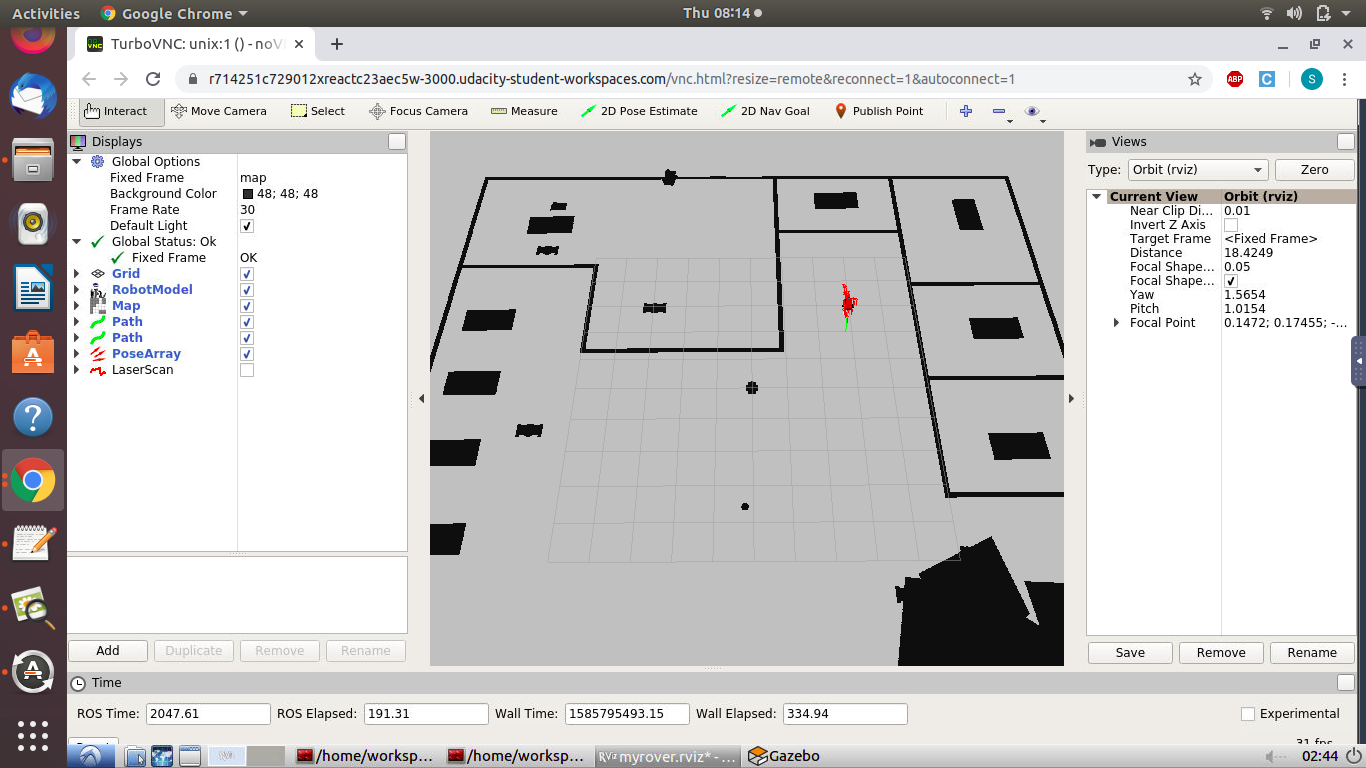 Activities
Google Chrome
Thu 08:14
TurboVNC: unix:1 () - noV
r714251c729012xreactc23aec5w-3000.udacity-student-workspaces.com/vnc.html?resize=remote&reconnect=1&autoconnect=1
ABP
C
S
Interact
Move Camera
Select
Focus Camera
Measure
2D Pose Estimate
2D Nav Goal
Publish Point
Displays
Global Options
Fixed Frame map
Background Color 48; 48; 48
Frame Rate 30
Default Light
Global Status: Ok
Fixed Frame OK
Grid
RobotModel
Map
Path
Path
PoseArray
LaserScan
Add
Duplicate
Remove
Rename
Views
Type: Orbit (rviz) Zero
Current View Orbit (rviz)
Near Clip Di... 0.01
Invert Z Axis
Target Frame <Fixed Frame>
Distance 18.4249
Focal Shape... 0.05
Focal Shape...
Yaw 1.5654
Pitch 1.0154
Focal Point 0.1472; 0.17455; -...
Save
Remove
Rename
Time
ROS Time: 2047.61 ROS Elapsed: 191.31 Wall Time: 1585795493.15 Wall Elapsed: 334.94 Experimental
31 fps
/home/worksp...
/home/worksp...
RViz myrover.rviz* - ...
Gazebo
02:44